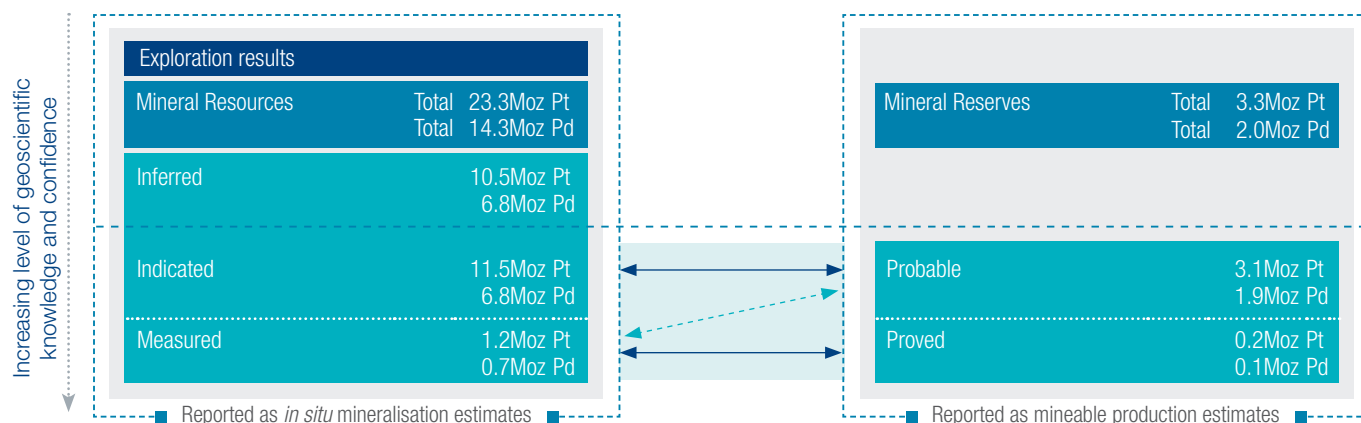 Increasing level of geoscientific
knowledge and confidence
Exploration results
Mineral Resources Total 23.3Moz Pt
Total 14.3Moz Pd
Inferred 10.5Moz Pt
6.8Moz Pd
Indicated 11.5Moz Pt
6.8Moz Pd
Measured 1.2Moz Pt
0.7Moz Pd
Reported as in situ mineralisation estimates
Mineral Reserves Total 3.3Moz Pt
Total 2.0Moz Pd
Probable 3.1Moz Pt
1.9Moz Pd
Proved 0.2Moz Pt
0.1Moz Pd
Reported as mineable production estimates